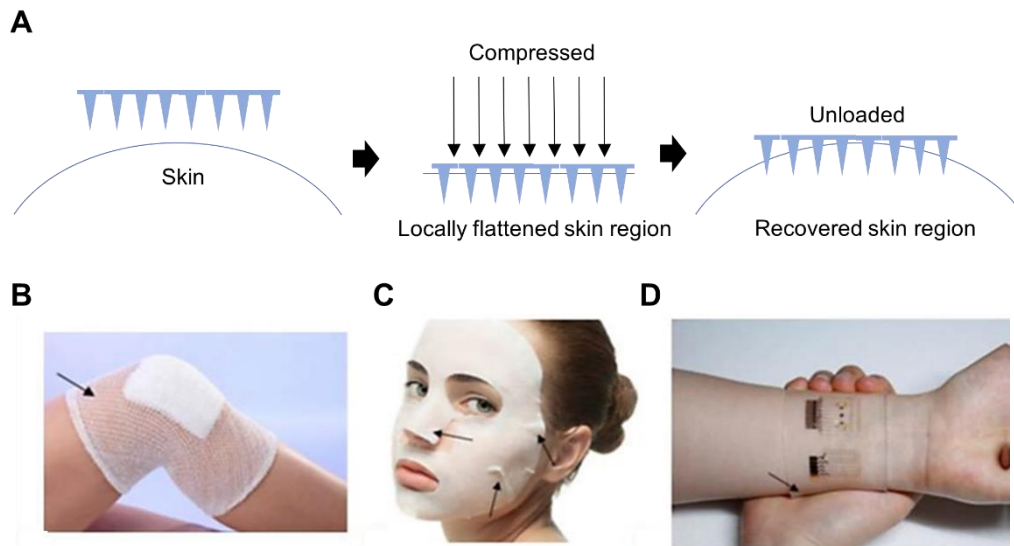 A
Compressed
Unloaded
Skin
Locally flattened skin region
Recovered skin region
B
C
D